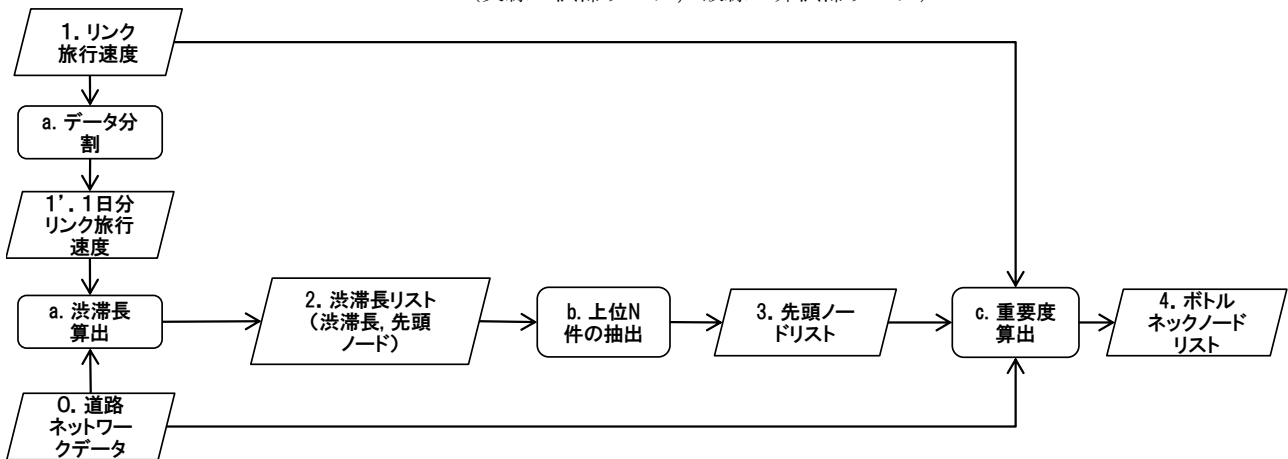 1. リンク
旅行速度
a. データ分
割
1’. 1日分
リンク旅行
速度
a. 渋滞長
算出
2. 渋滞長リスト
(渋滞長, 先頭
ノード)
b. 上位N
件の抽出
3. 先頭ノー
ドリスト
c. 重要度
算出
4. ボトル
ネックノード
リスト
0. 道路
ネットワー
クデータ